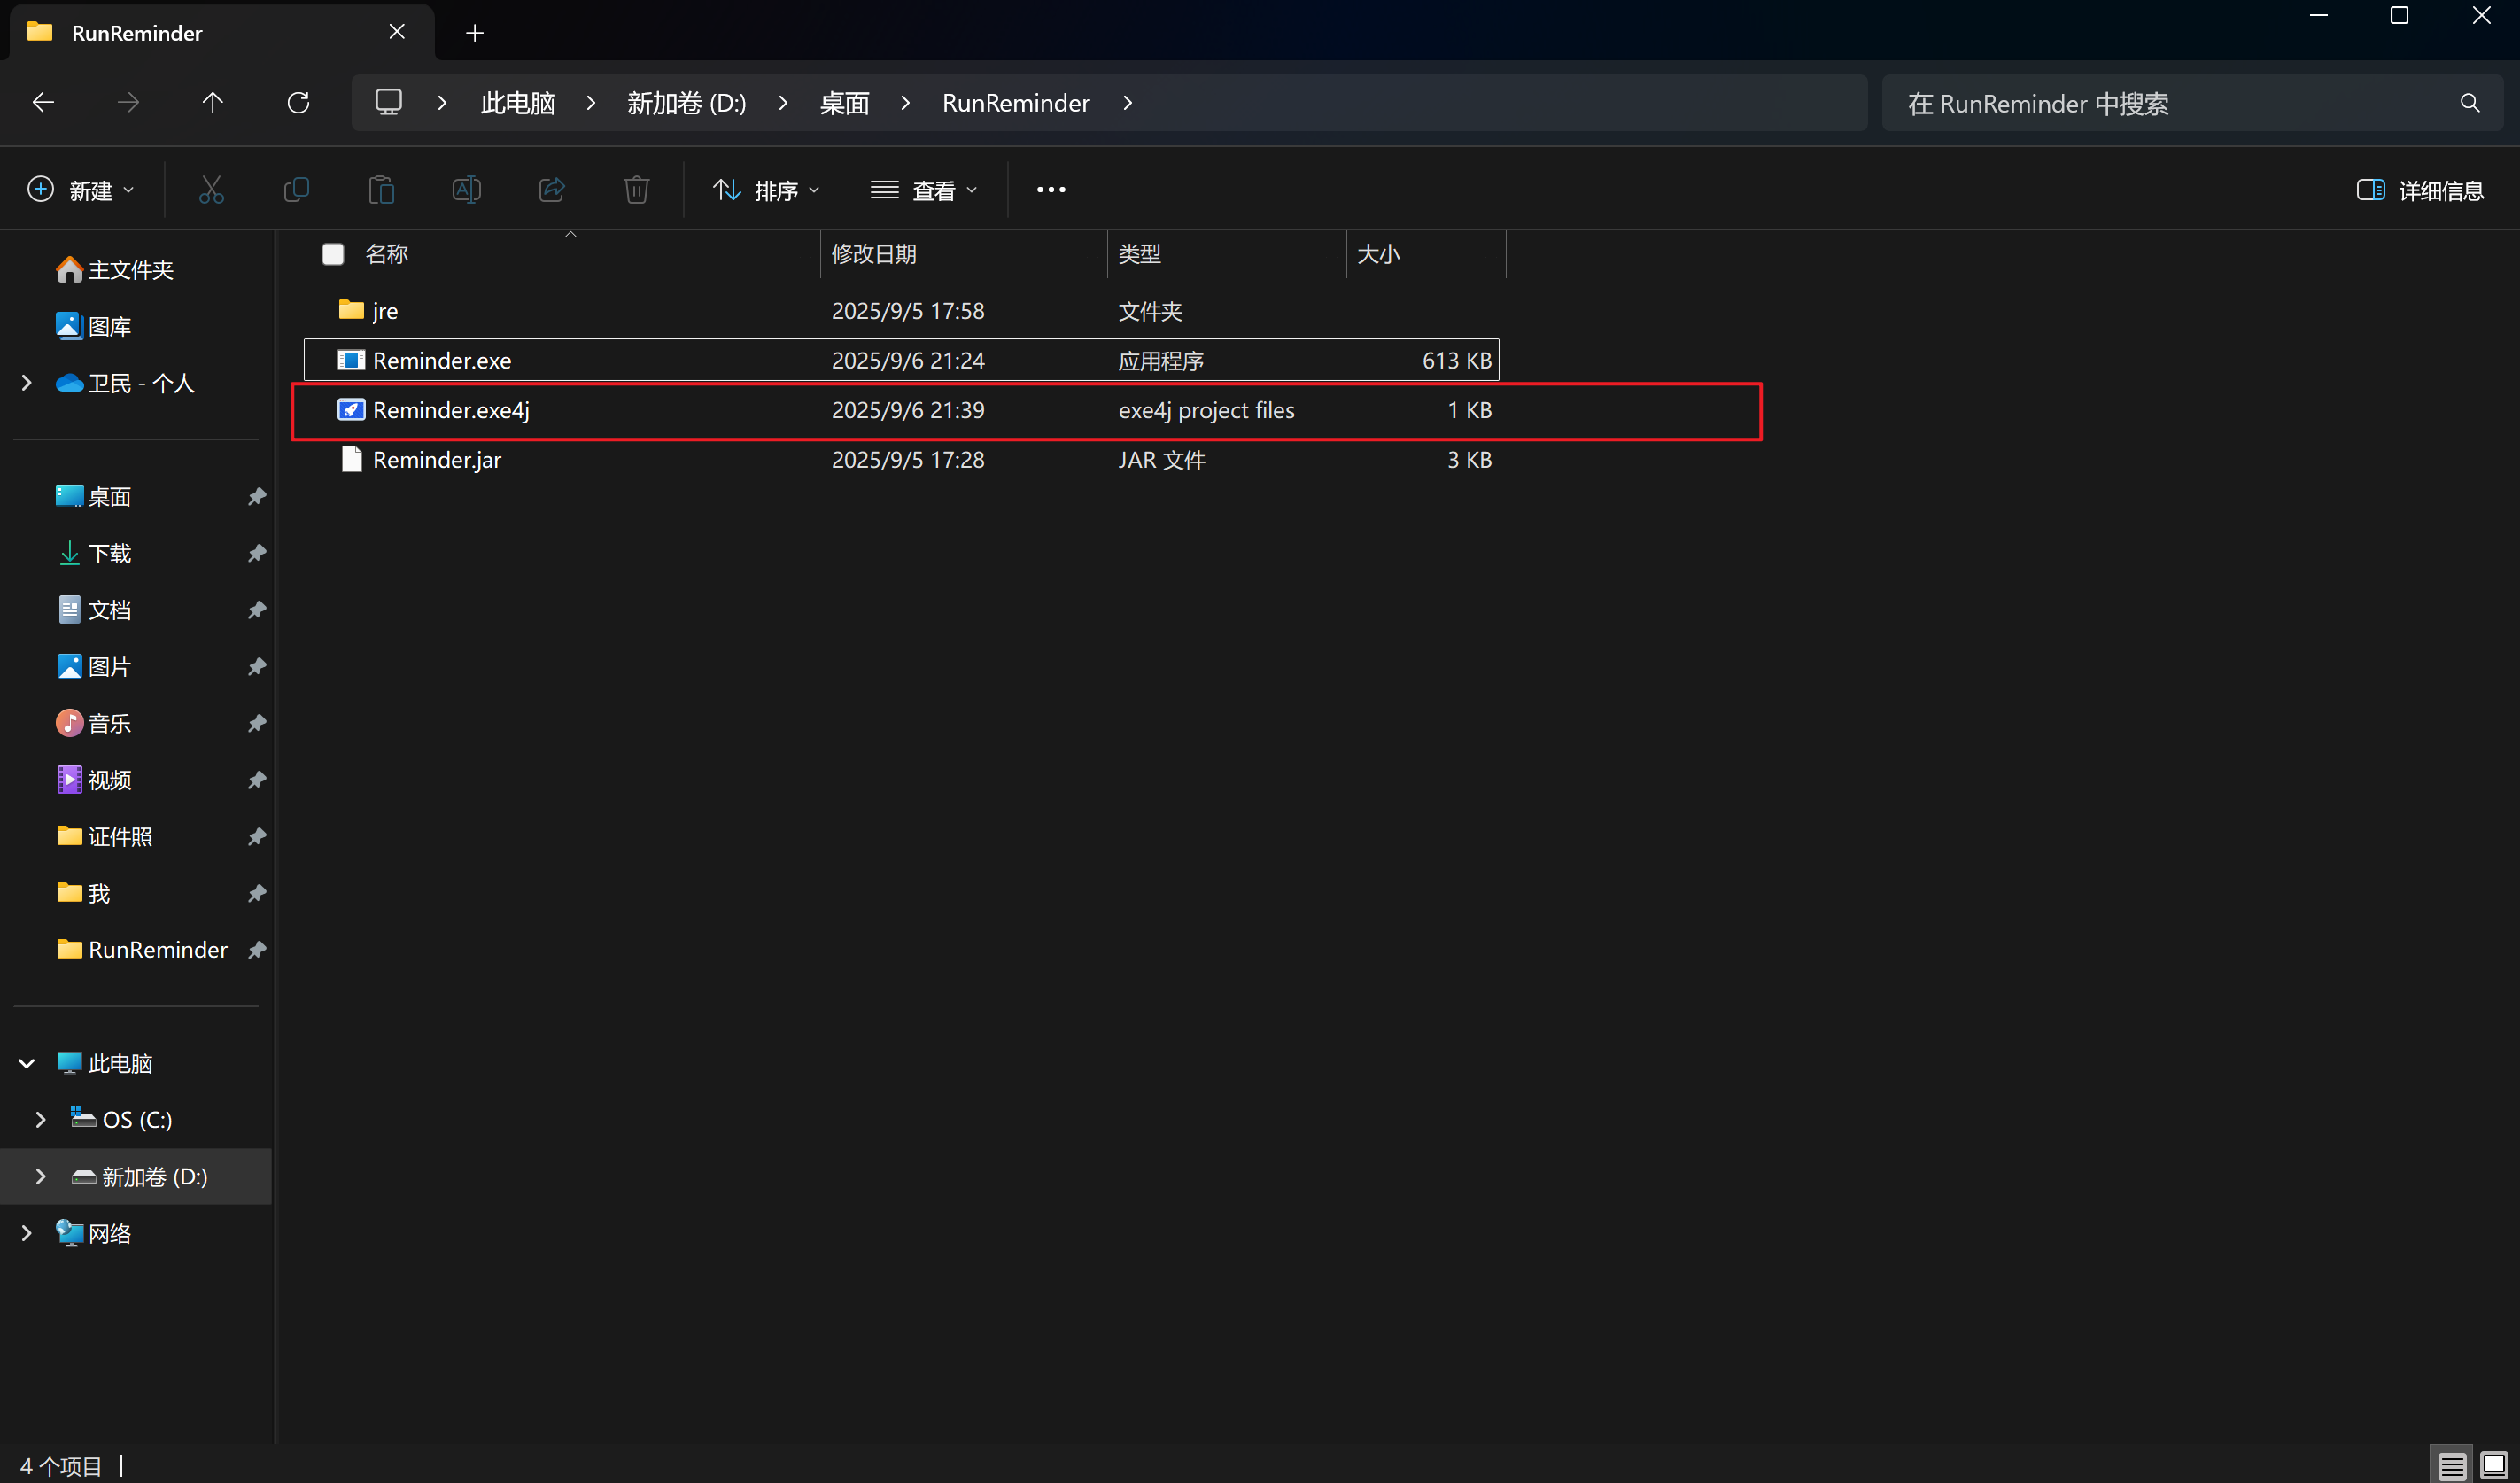 RunReminder
此电脑 新加卷 (D:) 桌面 RunReminder
在 RunReminder 中搜索
新建 排序 查看 详细信息
名称 修改日期 类型 大小
jre 2025/9/5 17:58 文件夹
Reminder.exe 2025/9/6 21:24 应用程序 613 KB
Reminder.exe4j 2025/9/6 21:39 exe4j project files 1 KB
Reminder.jar 2025/9/5 17:28 JAR 文件 3 KB
主文件夹
图库
卫民 - 个人
桌面
下载
文档
图片
音乐
视频
证件照
我
RunReminder
此电脑
OS (C:)
新加卷 (D:)
网络
4 个项目